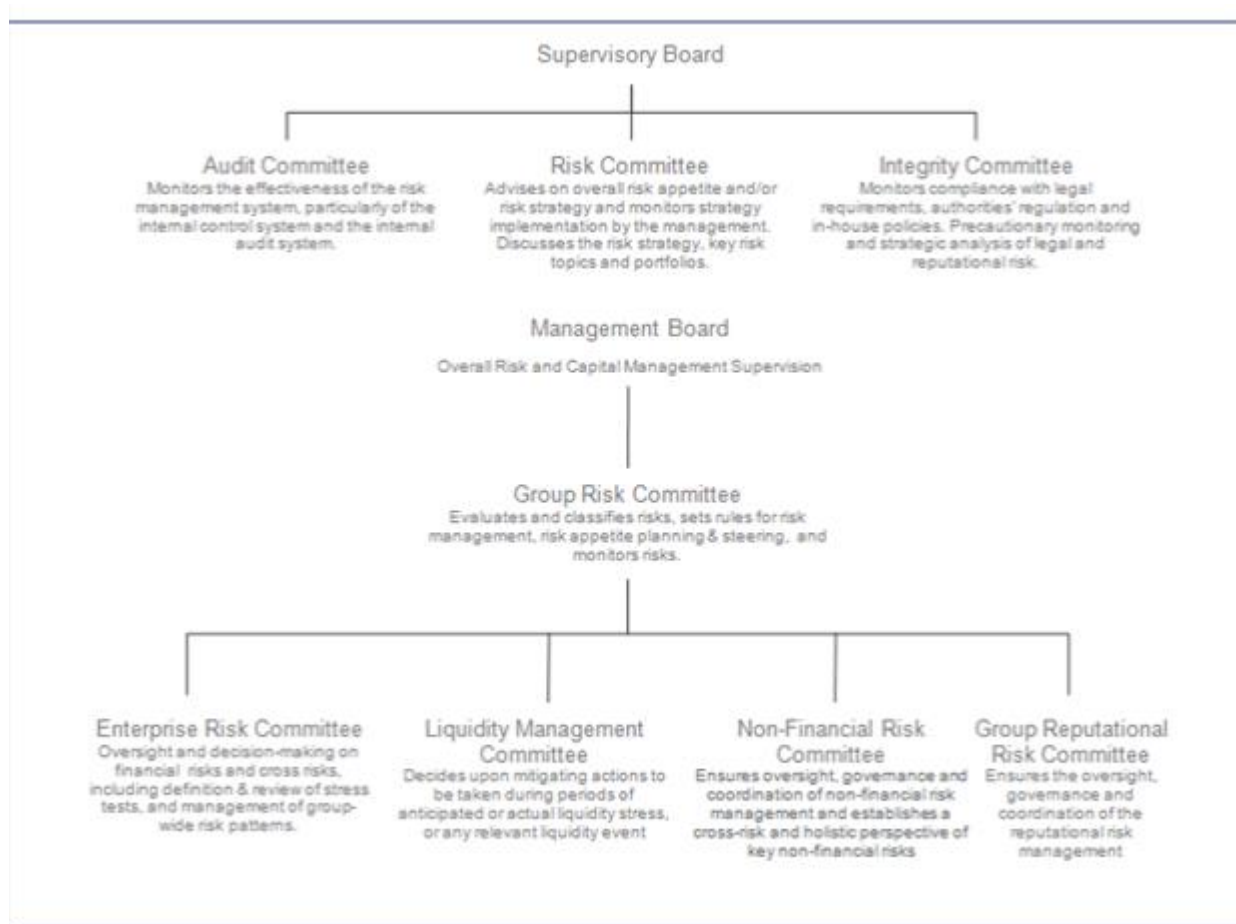 Supervisory Board
Audit Committee
Monitors the effectiveness of the risk
management system, particularly of the
internal control system and the internal
audit system.
Risk Committee
Advises on overall risk appetite and/or
risk strategy and monitors strategy
implementation by the management.
Discusses the risk strategy, key risk
topics and portfolios.
Integrity Committee
Monitors compliance with legal
requirements, authorities' regulation and
in-house policies. Precautionary monitoring
and strategic analysis of legal and
reputational risk.
Management Board
Overall Risk and Capital Management Supervision
Group Risk Committee
Evaluates and classifies risks, sets rules for risk
management, risk appetite planning & steering, and
monitors risks.
Enterprise Risk Committee
Oversight and decision-making on
financial risks and cross risks,
including definition & review of stress
tests, and management of group-
wide risk patterns.
Liquidity Management
Committee
Decides upon mitigating actions to
be taken during periods of
anticipated or actual liquidity stress,
or any relevant liquidity event
Non-Financial Risk
Committee
Ensures oversight, governance and
coordination of non-financial risk
management and establishes a
cross-risk and holistic perspective of
key non-financial risks
Group Reputational
Risk Committee
Ensures the oversight,
governance and
coordination of the
reputational risk
management